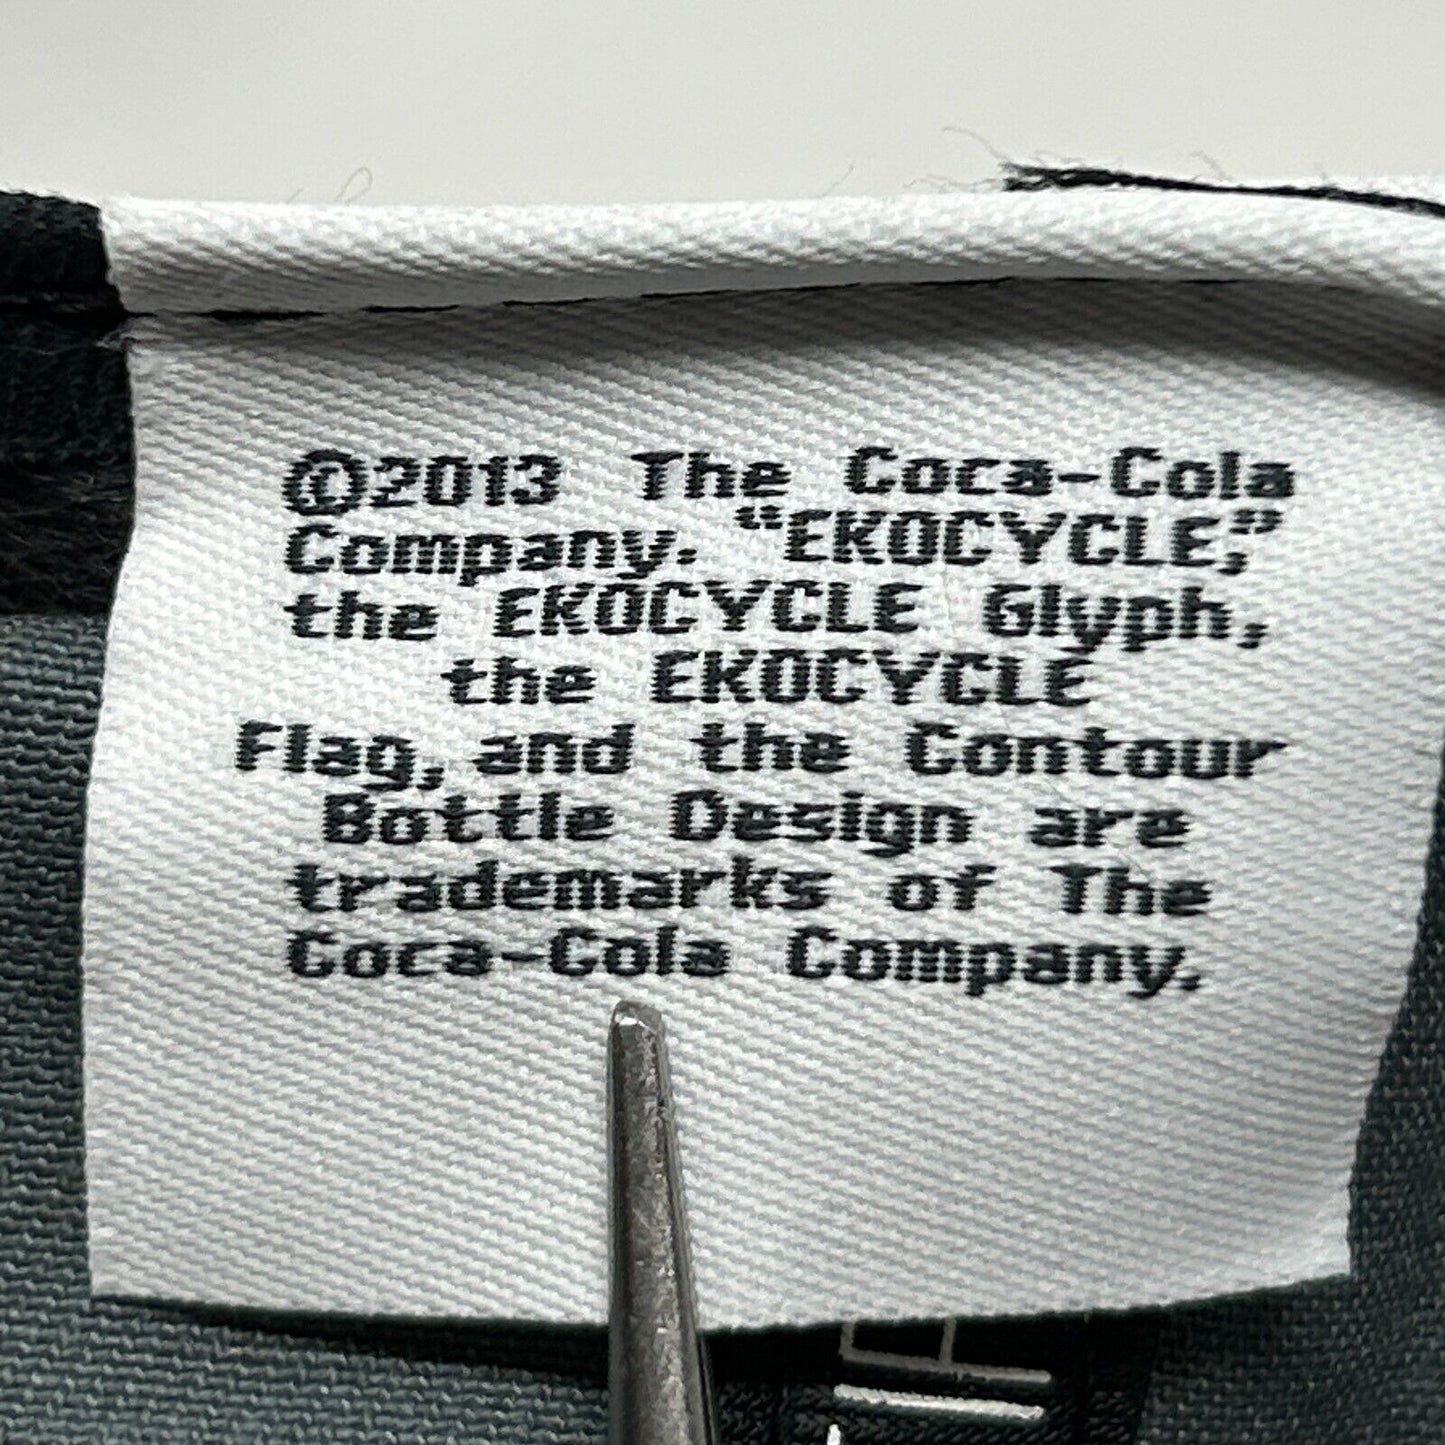 ©2013 The Coca-Cola
Company. “EKOCYCLE,”
the EKOCYCLE Glyph,
the EKOCYCLE
Flag, and the Contour
Bottle Design are
trademarks of The
Coca-Cola Company.